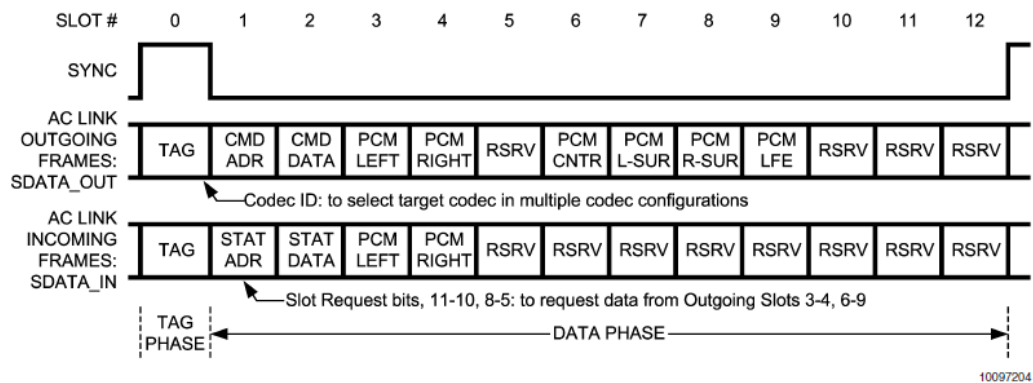 SLOT # 0 1 2 3 4 5 6 7 8 9 10 11 12
SYNC
AC LINK
OUTGOING
FRAMES:
SDATA_OUT
TAG CMD ADR CMD DATA PCM LEFT PCM RIGHT RSRV PCM CNTR PCM L-SUR PCM R-SUR PCM LFE RSRV RSRV RSRV
Codec ID: to select target codec in multiple codec configurations
AC LINK
INCOMING
FRAMES:
SDATA_IN
TAG STAT ADR STAT DATA PCM LEFT PCM RIGHT RSRV RSRV RSRV RSRV RSRV RSRV RSRV RSRV
Slot Request bits, 11-10, 8-5: to request data from Outgoing Slots 3-4, 6-9
TAG
PHASE
DATA PHASE
10097204